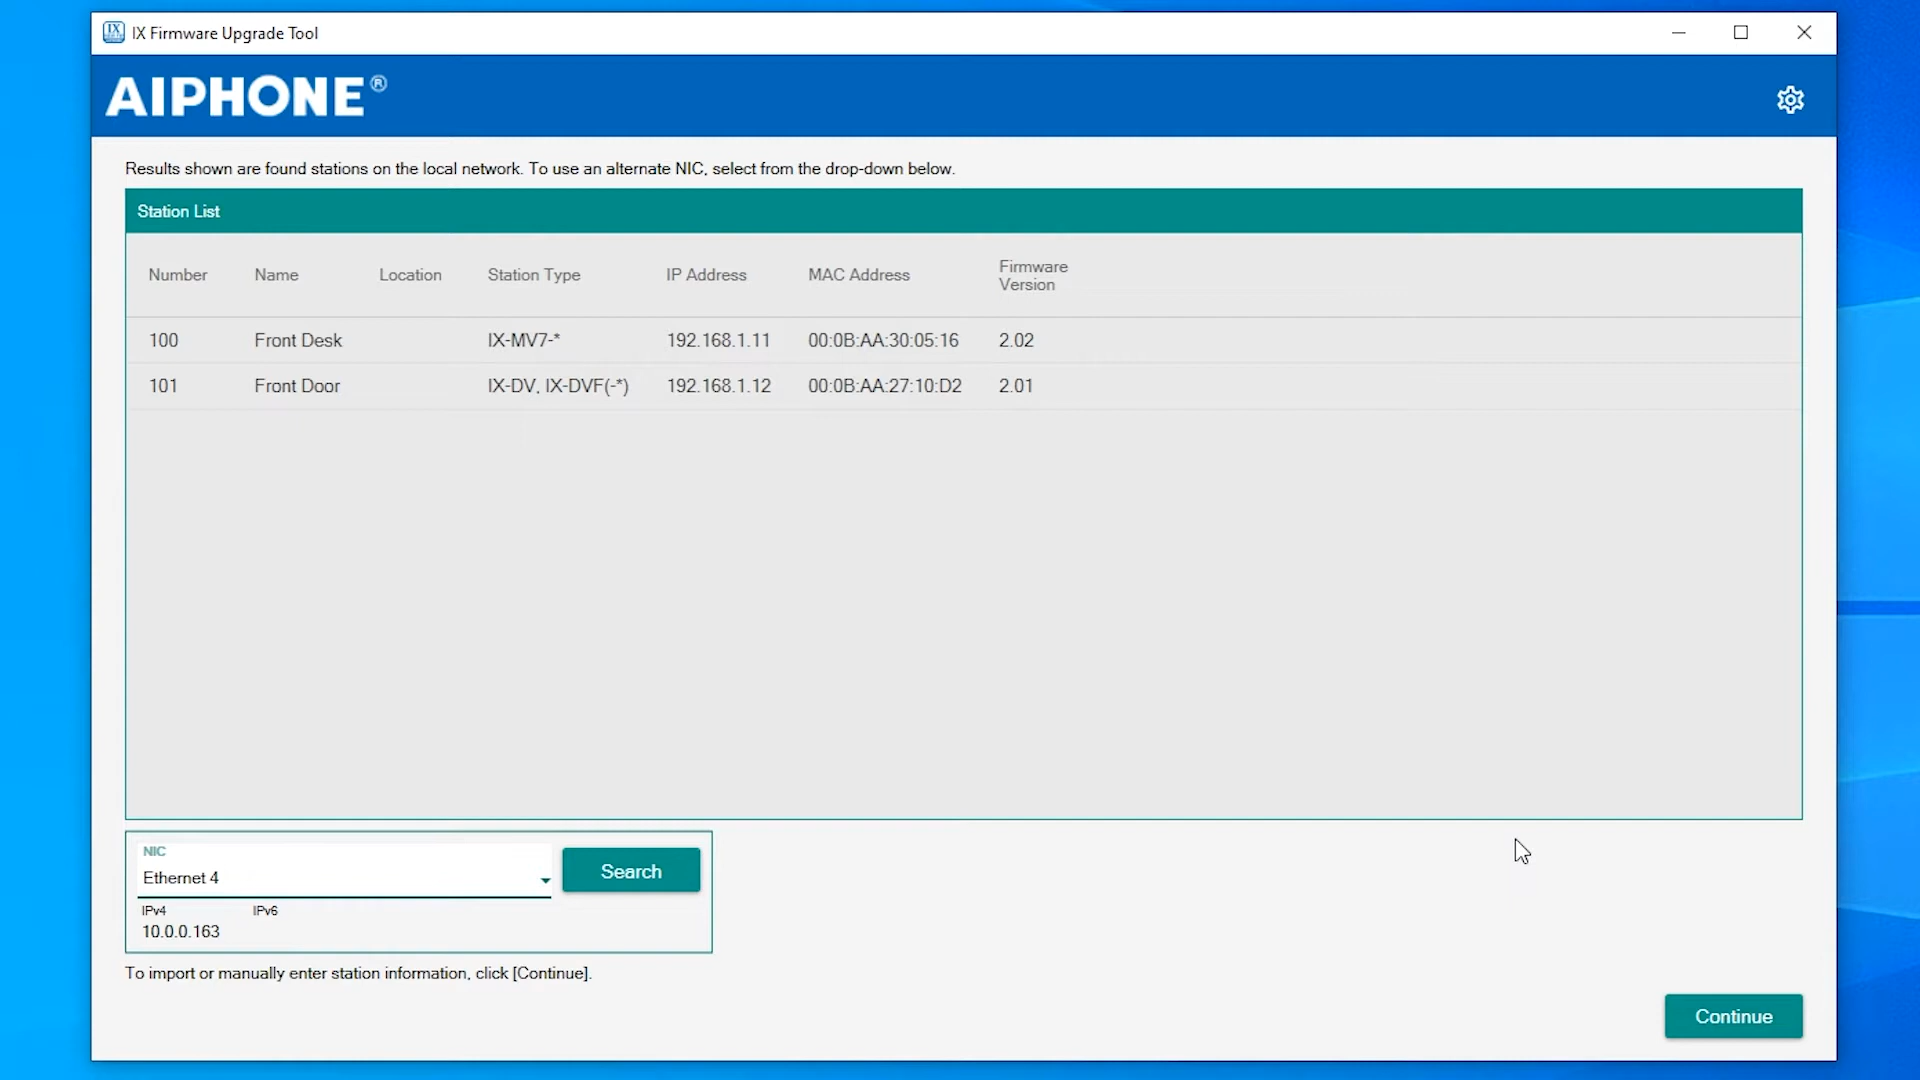 IX Firmware Upgrade Tool
AIPHONE®
Results shown are found stations on the local network. To use an alternate NIC, select from the drop-down below.
Station List
Number Name Location Station Type IP Address MAC Address Firmware Version
100 Front Desk IX-MV7-* 192.168.1.11 00:0B:AA:30:05:16 2.02
101 Front Door IX-DV, IX-DVF(-*) 192.168.1.12 00:0B:AA:27:10:D2 2.01
NIC
Ethernet 4
Search
IPv4 IPv6
10.0.0.163
To import or manually enter station information, click [Continue].
Continue